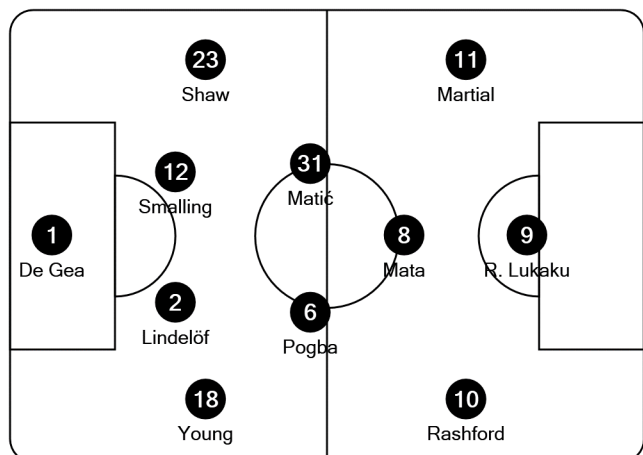 23
Shaw
11
Martial
12
Smalling
31
Matić
1
De Gea
8
Mata
9
R. Lukaku
2
Lindelöf
6
Pogba
18
Young
10
Rashford